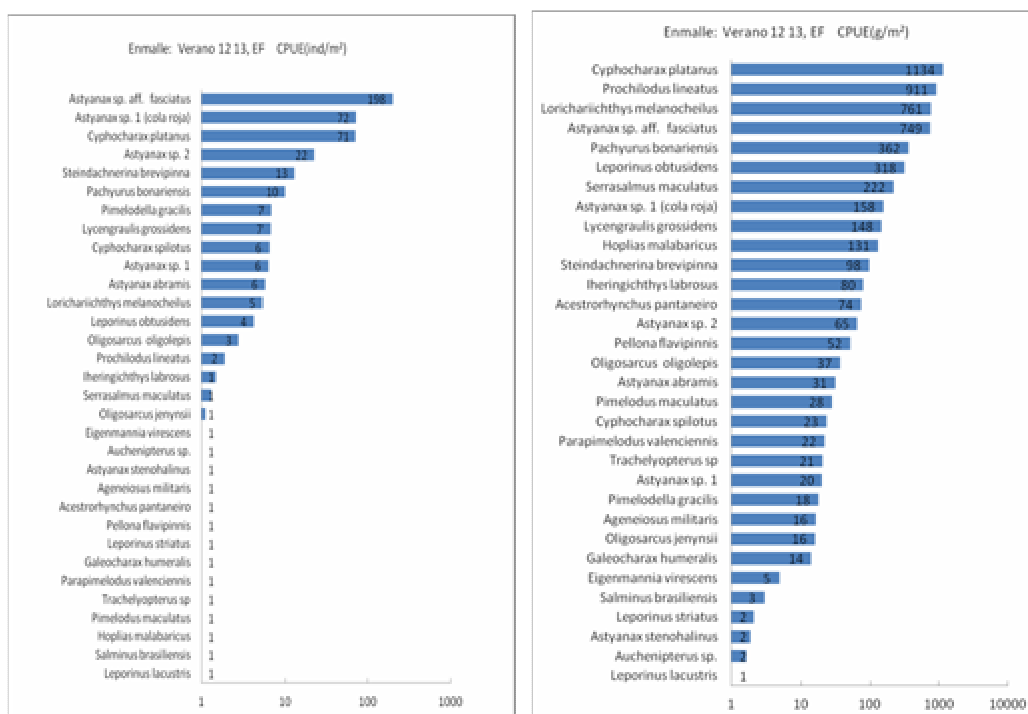 Enmalle: Verano 12 13, EF CPUE(ind/m²)
Astyanax sp. aff. fasciatus 198
Astyanax sp. 1 (cola roja) 72
Cyphocharax platanus 71
Astyanax sp. 2 22
Steindachnerina brevipinna 13
Pachyurus bonariensis 10
Pimelodella gracilis 7
Lycengraulis grossidens 7
Cyphocharax spilotus 6
Astyanax sp. 1 6
Astyanax abramis 6
Lorichariichthys melanocheilus 5
Leporinus obtusidens 4
Oligosarcus oligolepis 3
Prochilodus lineatus 2
Iheringichthys labrosus 1
Serrasalmus maculatus 1
Oligosarcus jenynsii 1
Eigenmannia virescens 1
Auchenipterus sp. 1
Astyanax stenohalinus 1
Ageneiosus militaris 1
Acestrorhynchus pantaneiro 1
Pellona flavipinnis 1
Leporinus striatus 1
Galeocharax humeralis 1
Parapimelodus valenciennis 1
Trachelyopterus sp 1
Pimelodus maculatus 1
Hoplias malabaricus 1
Salminus brasiliensis 1
Leporinus lacustris 1
1 10 100 1000
Enmalle: Verano 12 13, EF CPUE(g/m²)
Cyphocharax platanus 1134
Prochilodus lineatus 911
Lorichariichthys melanocheilus 761
Astyanax sp. aff. fasciatus 749
Pachyurus bonariensis 362
Leporinus obtusidens 318
Serrasalmus maculatus 222
Astyanax sp. 1 (cola roja) 158
Lycengraulis grossidens 148
Hoplias malabaricus 131
Steindachnerina brevipinna 98
Iheringichthys labrosus 80
Acestrorhynchus pantaneiro 74
Astyanax sp. 2 65
Pellona flavipinnis 52
Oligosarcus oligolepis 37
Astyanax abramis 31
Pimelodus maculatus 28
Cyphocharax spilotus 23
Parapimelodus valenciennis 22
Trachelyopterus sp 21
Astyanax sp. 1 20
Pimelodella gracilis 18
Ageneiosus militaris 16
Oligosarcus jenynsii 16
Galeocharax humeralis 14
Eigenmannia virescens 5
Salminus brasiliensis 3
Leporinus striatus 2
Astyanax stenohalinus 2
Auchenipterus sp. 2
Leporinus lacustris 1
1 10 100 1000 10000